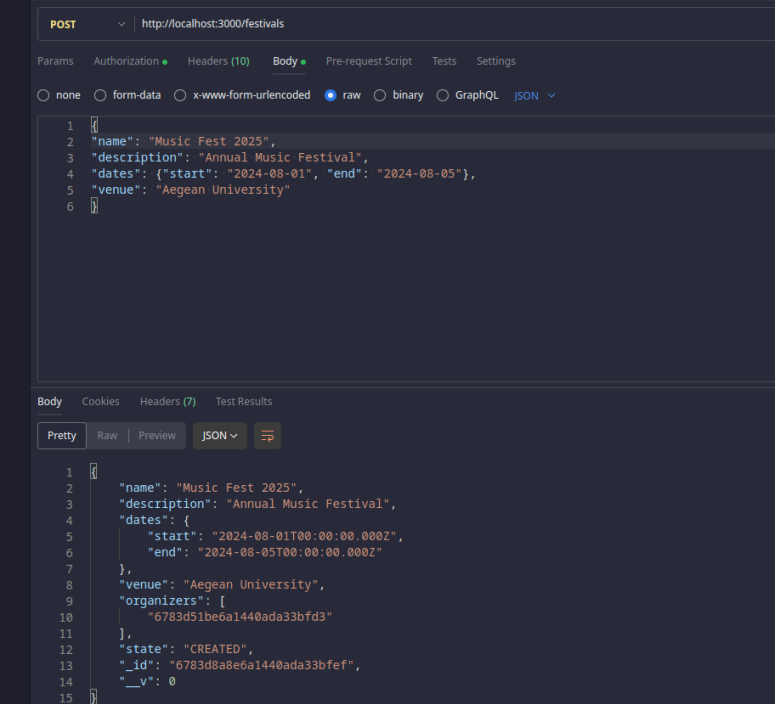 POST http://localhost:3000/festivals
Params Authorization Headers (10) Body Pre-request Script Tests Settings
none form-data x-www-form-urlencoded raw binary GraphQL JSON
1 {
2 "name": "Music Fest 2025",
3 "description": "Annual Music Festival",
4 "dates": {"start": "2024-08-01", "end": "2024-08-05"},
5 "venue": "Aegean University"
6 }
Body Cookies Headers (7) Test Results
Pretty Raw Preview JSON
1 {
2 "name": "Music Fest 2025",
3 "description": "Annual Music Festival",
4 "dates": {
5 "start": "2024-08-01T00:00:00.000Z",
6 "end": "2024-08-05T00:00:00.000Z"
7 },
8 "venue": "Aegean University",
9 "organizers": [
10 "6783d51be6a1440ada33bfd3"
11 ],
12 "state": "CREATED",
13 "_id": "6783d8a8e6a1440ada33bfef",
14 "__v": 0
15 }